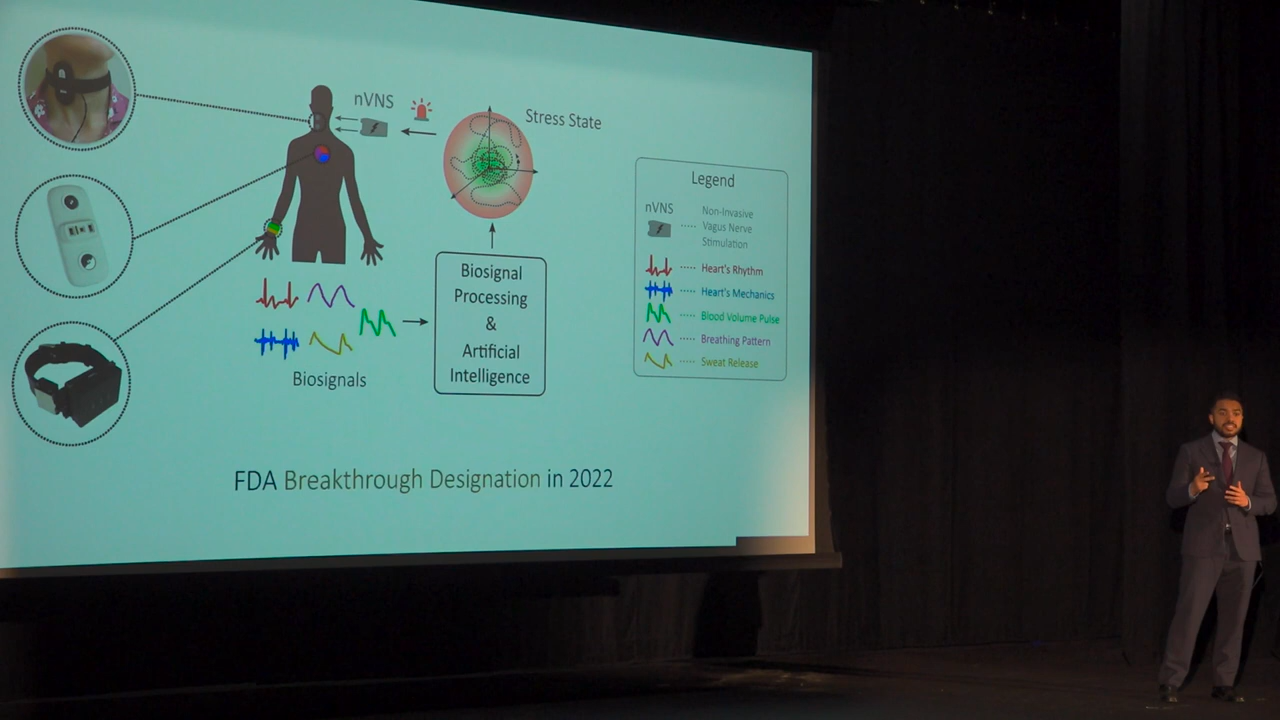 nVNS
Stress State
Biosignal
Processing
&
Artificial
Intelligence
Biosignals
Legend
nVNS
Non-Invasive
Vagus Nerve
Stimulation
Heart's Rhythm
Heart's Mechanics
Blood Volume Pulse
Breathing Pattern
Sweat Release
FDA Breakthrough Designation in 2022